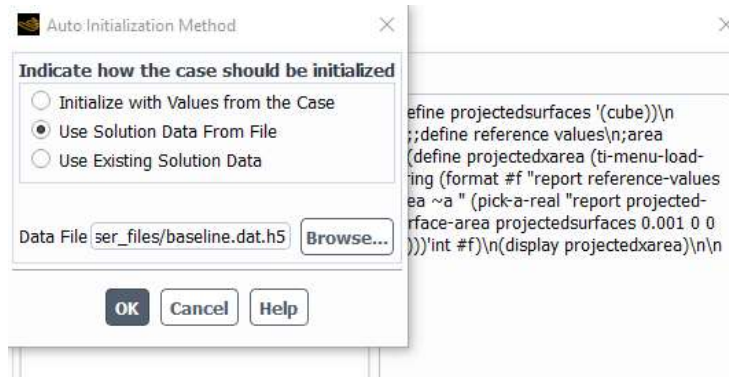 Auto Initialization Method
Indicate how the case should be initialized
Initialize with Values from the Case
Use Solution Data From File
Use Existing Solution Data
Data File ser_files/baseline.dat.h5 Browse...
OK Cancel Help
efine projectedsurfaces '(cube))\n
;;define reference values\n;area
(define projectedxarea (ti-menu-load-
ring (format #f "report reference-values
ea ~a " (pick-a-real "report projected-
rface-area projectedsurfaces 0.001 0 0
)))'int #f)\n(display projectedxarea)\n\n